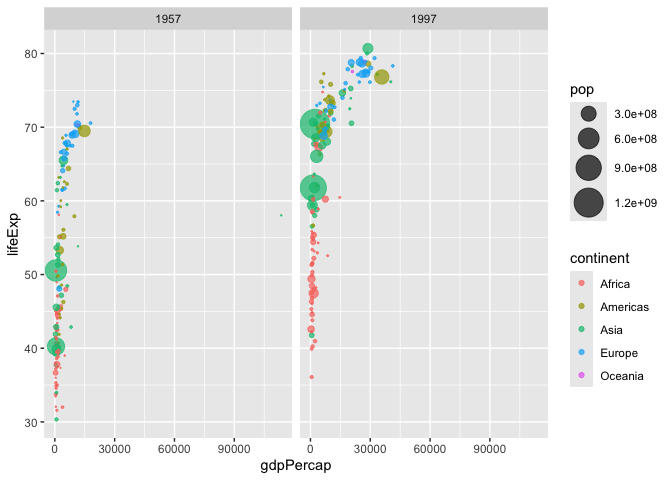 1957
1997
80
70
60
50
40
30
lifeExp
0
30000
60000
90000
0
30000
60000
90000
gdpPercap
pop
3.0e+08
6.0e+08
9.0e+08
1.2e+09
continent
Africa
Americas
Asia
Europe
Oceania